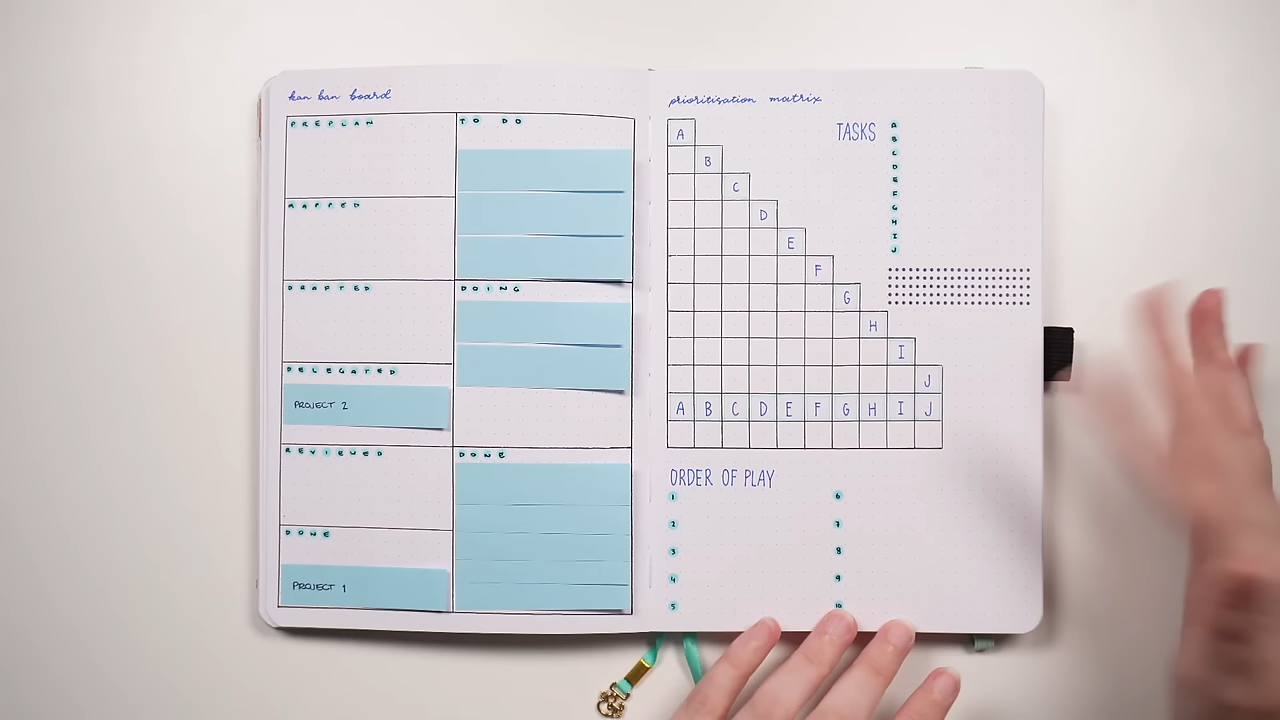 kan ban board
PREPLAN
MAPPED
DRAFTED
DELEGATED
PROJECT 2
REVIEWED
DONE
PROJECT 1
TO DO
DOING
DONE
prioritisation matrix
A
B
C
D
E
F
G
H
I
J
A B C D E F G H I J
TASKS
A
B
C
D
E
F
G
H
I
J
ORDER OF PLAY
1
2
3
4
5
6
7
8
9
10